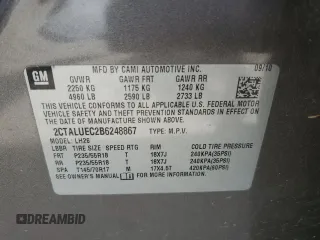 GM
MFD BY CAMI AUTOMOTIVE INC. 09/10
GVWR GAWR FRT GAWR RR
2250 KG 1175 KG 1240 KG
4960 LB 2590 LB 2733 LB
THIS VEHICLE CONFORMS TO ALL APPLICABLE U.S. FEDERAL
MOTOR VEHICLE SAFETY, BUMPER, AND THEFT PREVENTION
STANDARDS IN EFFECT ON THE DATE OF MANUFACTURE SHOWN
ABOVE.
2CTALUEC2B6248867 TYPE: M.P.V.
MODEL: LH26
LBBR TIRE SIZE SPEED RTG RIM COLD TIRE PRESSURE
FRT P235/55R18 T 18X7J 240KPA(35PSI)
RR P235/55R18 T 18X7J 240KPA(35PSI)
SPA T145/70R17 M 17X4.5T 420KPA(60PSI)
SEE OWNER'S MANUAL FOR MORE INFORMATION.
AUTOBIDMASTER